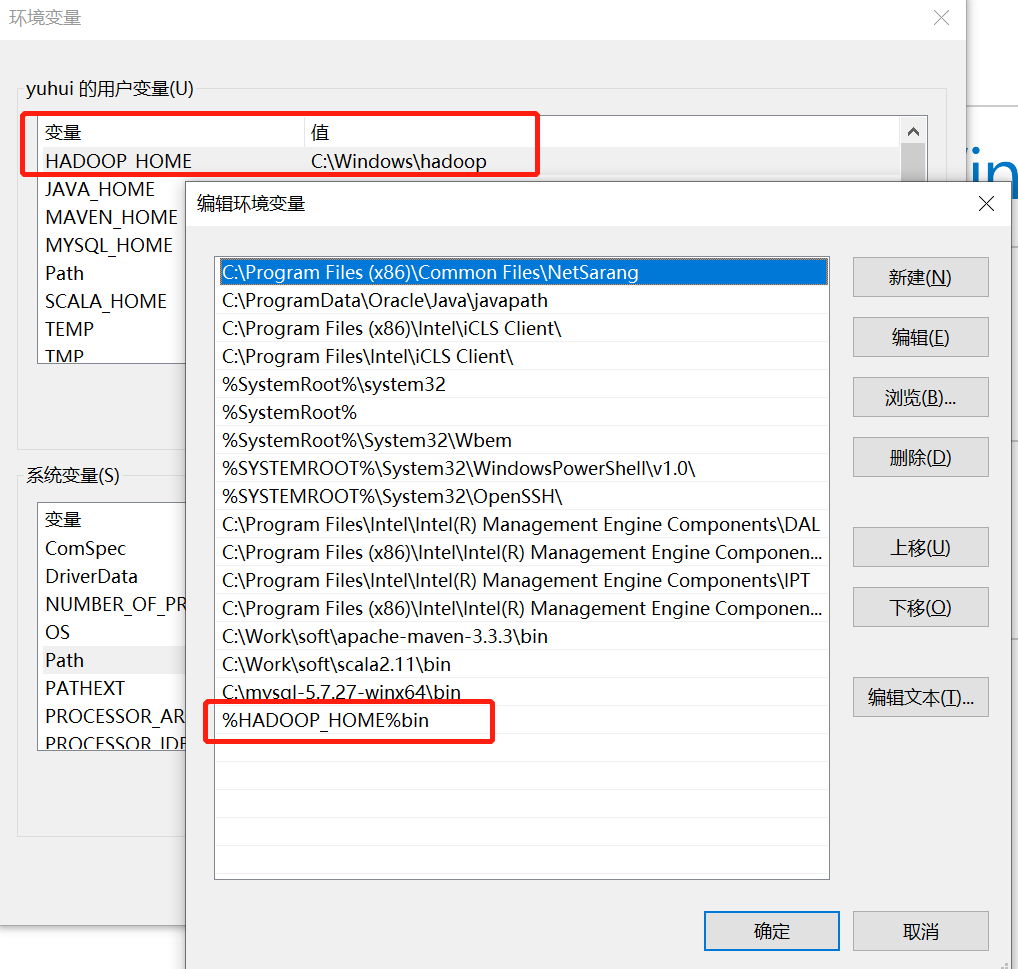 环境变量
yuhui 的用户变量(U)
变量 值
HADOOP_HOME C:\Windows\hadoop
JAVA_HOME
MAVEN_HOME
MYSQL_HOME
Path
SCALA_HOME
TEMP
TMP
系统变量(S)
变量
ComSpec
DriverData
NUMBER_OF_PR
OS
Path
PATHEXT
PROCESSOR_AR
PROCESSOR_IDE
编辑环境变量
C:\Program Files (x86)\Common Files\NetSarang
C:\ProgramData\Oracle\Java\javapath
C:\Program Files (x86)\Intel\iCLS Client\
C:\Program Files\Intel\iCLS Client\
%SystemRoot%\system32
%SystemRoot%
%SystemRoot%\System32\Wbem
%SYSTEMROOT%\System32\WindowsPowerShell\v1.0\
%SYSTEMROOT%\System32\OpenSSH\
C:\Program Files\Intel\Intel(R) Management Engine Components\DAL
C:\Program Files (x86)\Intel\Intel(R) Management Engine Componen...
C:\Program Files\Intel\Intel(R) Management Engine Components\IPT
C:\Program Files (x86)\Intel\Intel(R) Management Engine Componen...
C:\Work\soft\apache-maven-3.3.3\bin
C:\Work\soft\scala2.11\bin
C:\mysql-5.7.27-winx64\bin
%HADOOP_HOME%bin
新建(N)
编辑(E)
浏览(B)...
删除(D)
上移(U)
下移(O)
编辑文本(T)...
确定
取消